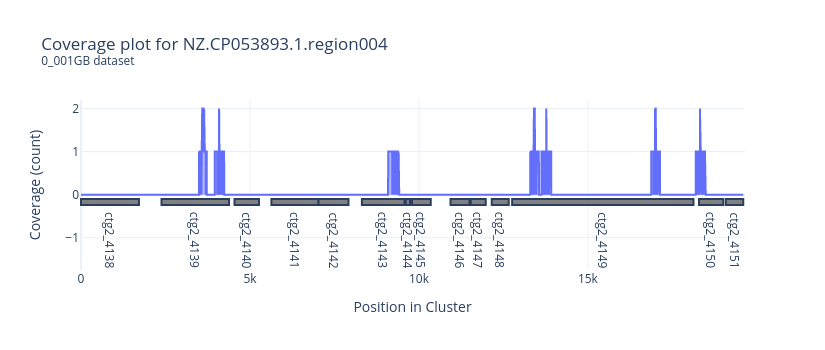 Coverage plot for NZ.CP053893.1.region004
0_001GB dataset
2
1
0
−1
Coverage (count)
ctg2_4138
ctg2_4139
ctg2_4140
ctg2_4141
ctg2_4142
ctg2_4143
ctg2_4144
ctg2_4145
ctg2_4146
ctg2_4147
ctg2_4148
ctg2_4149
ctg2_4150
ctg2_4151
0
5k
10k
15k
Position in Cluster